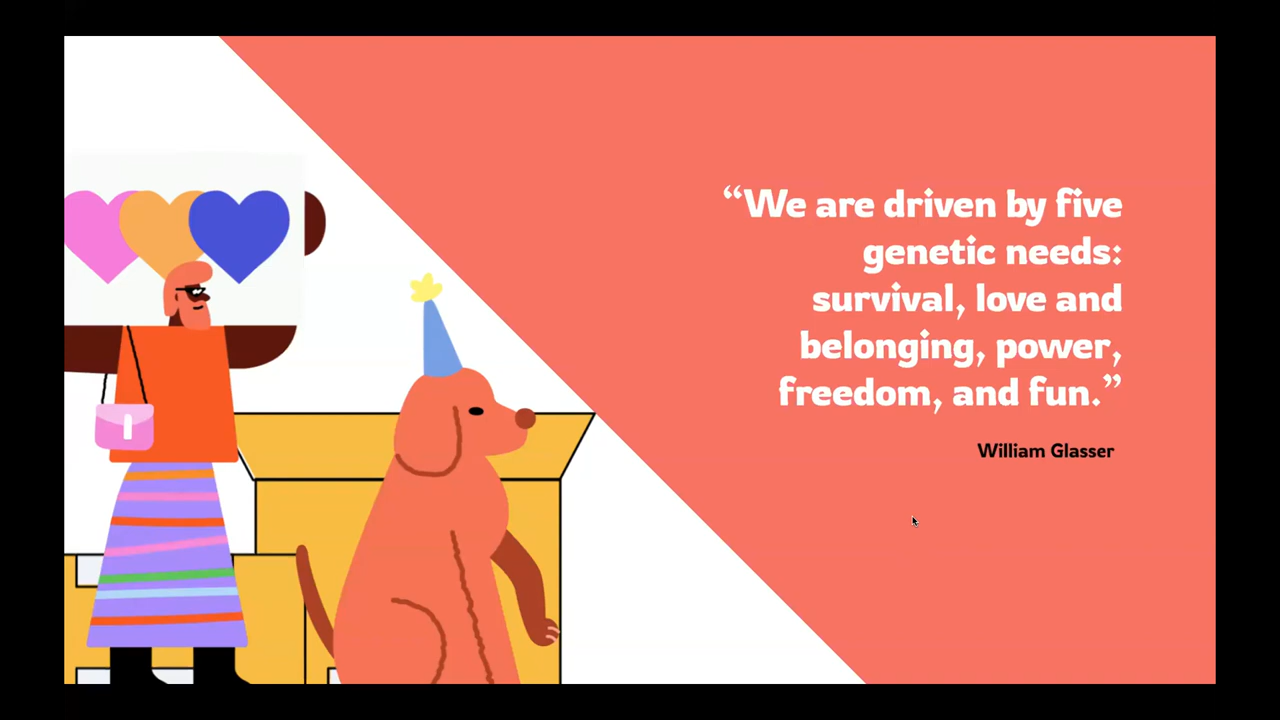 “We are driven by five
genetic needs:
survival, love and
belonging, power,
freedom, and fun.”
William Glasser